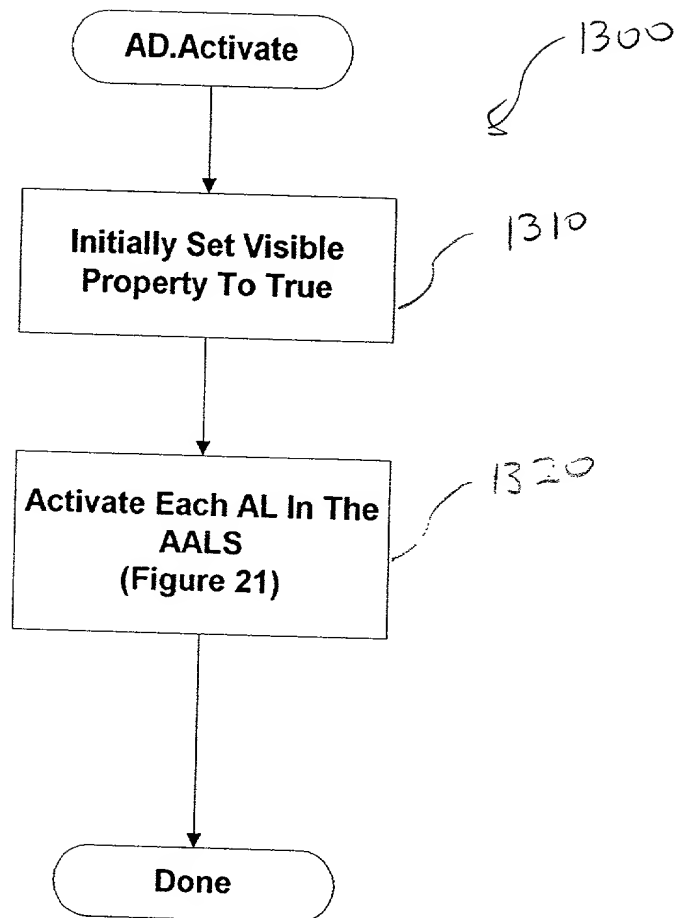 AD.Activate
1300
Initially Set Visible
Property To True
1310
Activate Each AL In The
AALS
(Figure 21)
1320
Done